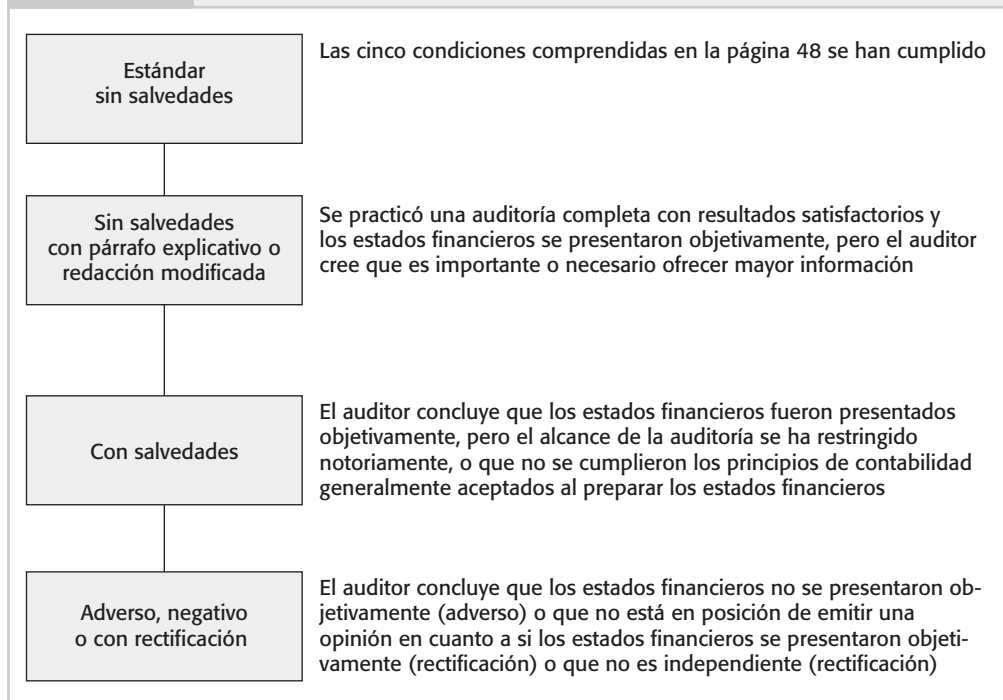 Estándar
sin salvedades
Las cinco condiciones comprendidas en la página 48 se han cumplido
Sin salvedades
con párrafo explicativo o
redacción modificada
Se practicó una auditoría completa con resultados satisfactorios y
los estados financieros se presentaron objetivamente, pero el auditor
cree que es importante o necesario ofrecer mayor información
Con salvedades
El auditor concluye que los estados financieros fueron presentados
objetivamente, pero el alcance de la auditoría se ha restringido
notoriamente, o que no se cumplieron los principios de contabilidad
generalmente aceptados al preparar los estados financieros
Adverso, negativo
o con rectificación
El auditor concluye que los estados financieros no se presentaron ob-
jetivamente (adverso) o que no está en posición de emitir una
opinión en cuanto a si los estados financieros se presentaron objeti-
vamente (rectificación) o que no es independiente (rectificación)